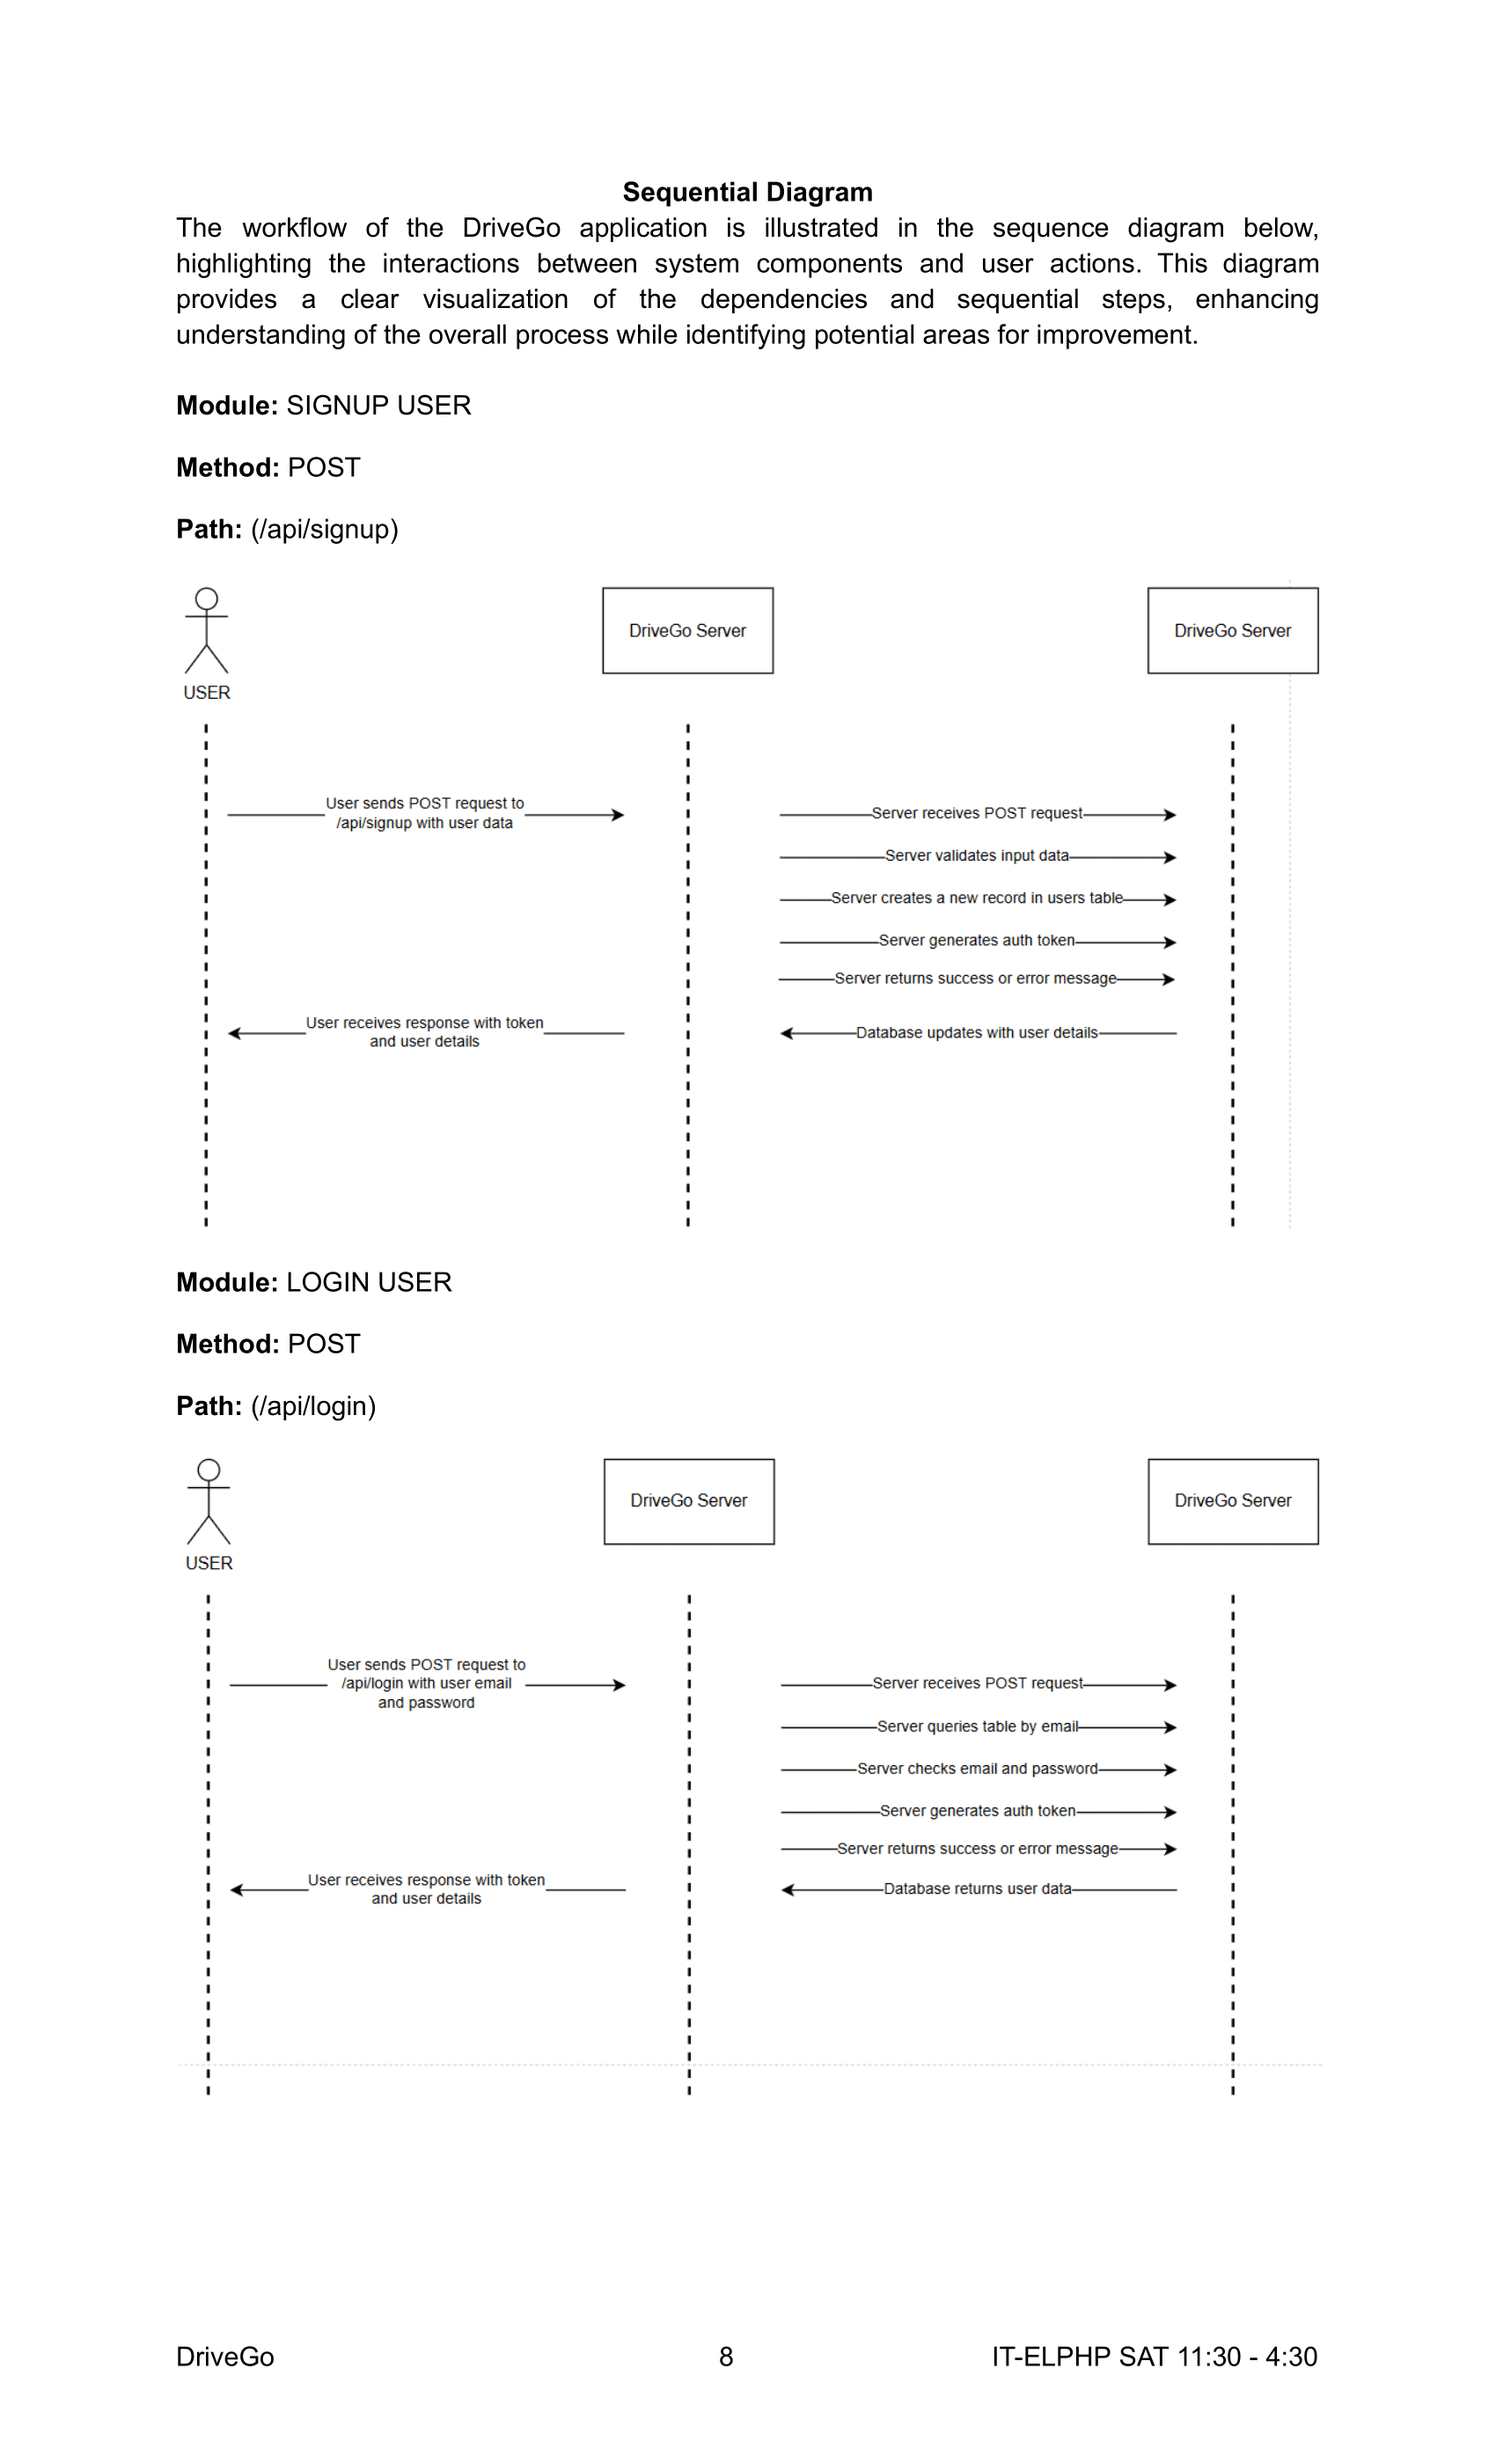 Sequential Diagram
The workflow of the DriveGo application is illustrated in the sequence diagram below,
highlighting the interactions between system components and user actions. This diagram
provides a clear visualization of the dependencies and sequential steps, enhancing
understanding of the overall process while identifying potential areas for improvement.
Module: SIGNUP USER
Method: POST
Path: (/api/signup)
USER
DriveGo Server
DriveGo Server
User sends POST request to
/api/signup with user data
Server receives POST request
Server validates input data
Server creates a new record in users table
Server generates auth token
Server returns success or error message
User receives response with token
and user details
Database updates with user details
Module: LOGIN USER
Method: POST
Path: (/api/login)
USER
DriveGo Server
DriveGo Server
User sends POST request to
/api/login with user email
and password
Server receives POST request
Server queries table by email
Server checks email and password
Server generates auth token
Server returns success or error message
User receives response with token
and user details
Database returns user data
DriveGo 8 IT-ELPHP SAT 11:30 - 4:30